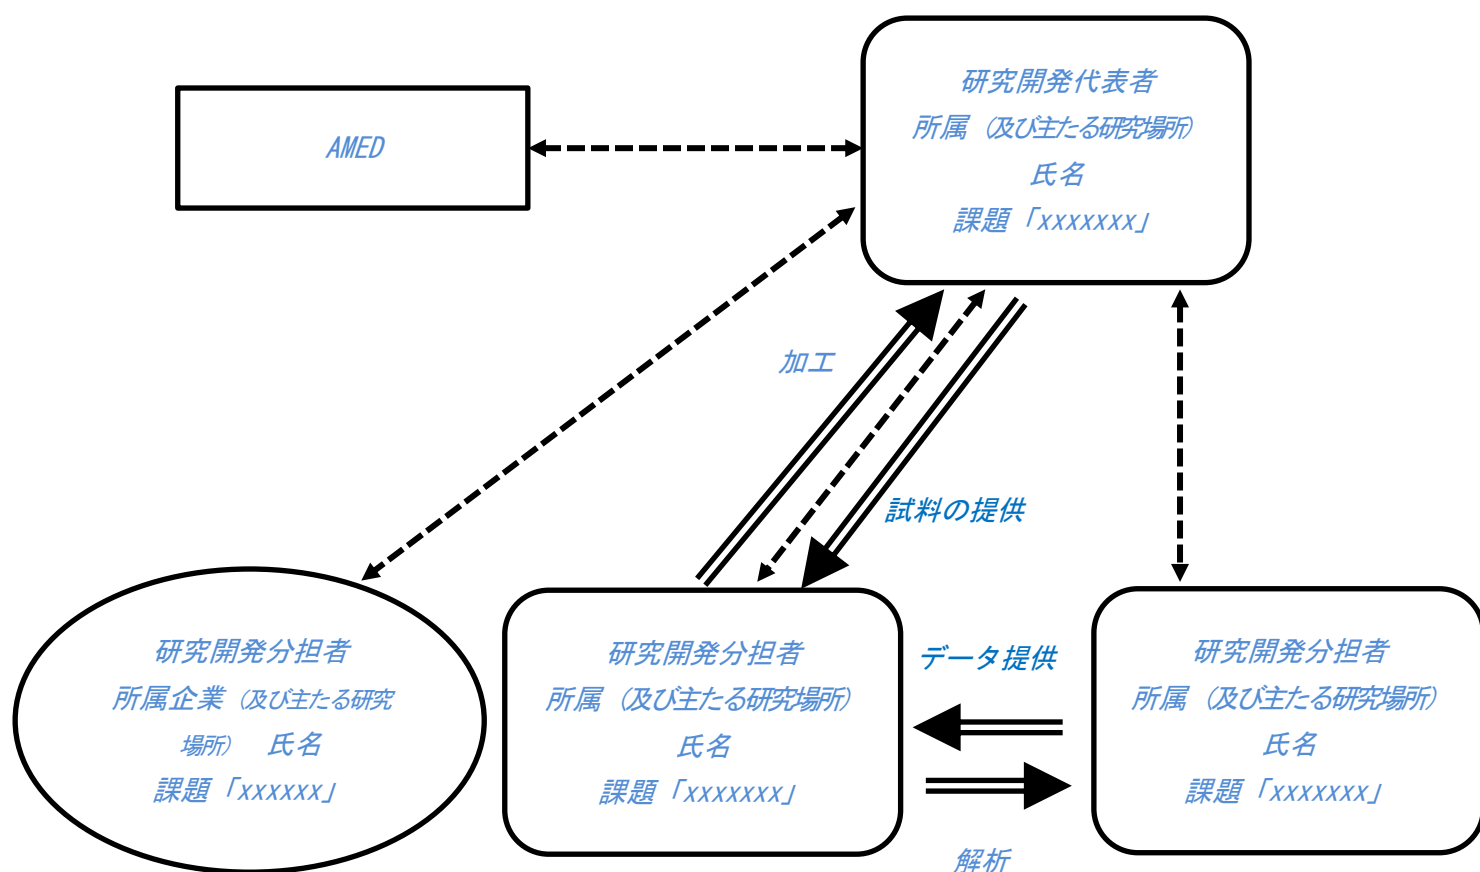 研究開発代表者
所属（及び主たる研究場所）
氏名
課題「xxxxxxx」
AMED
加工
試料の提供
研究開発分担者
所属企業（及び主たる研究
場所）　氏名
課題「xxxxxx」
研究開発分担者
所属（及び主たる研究場所）
氏名
課題「xxxxxxx」
データ提供
解析
研究開発分担者
所属（及び主たる研究場所）
氏名
課題「xxxxxxx」